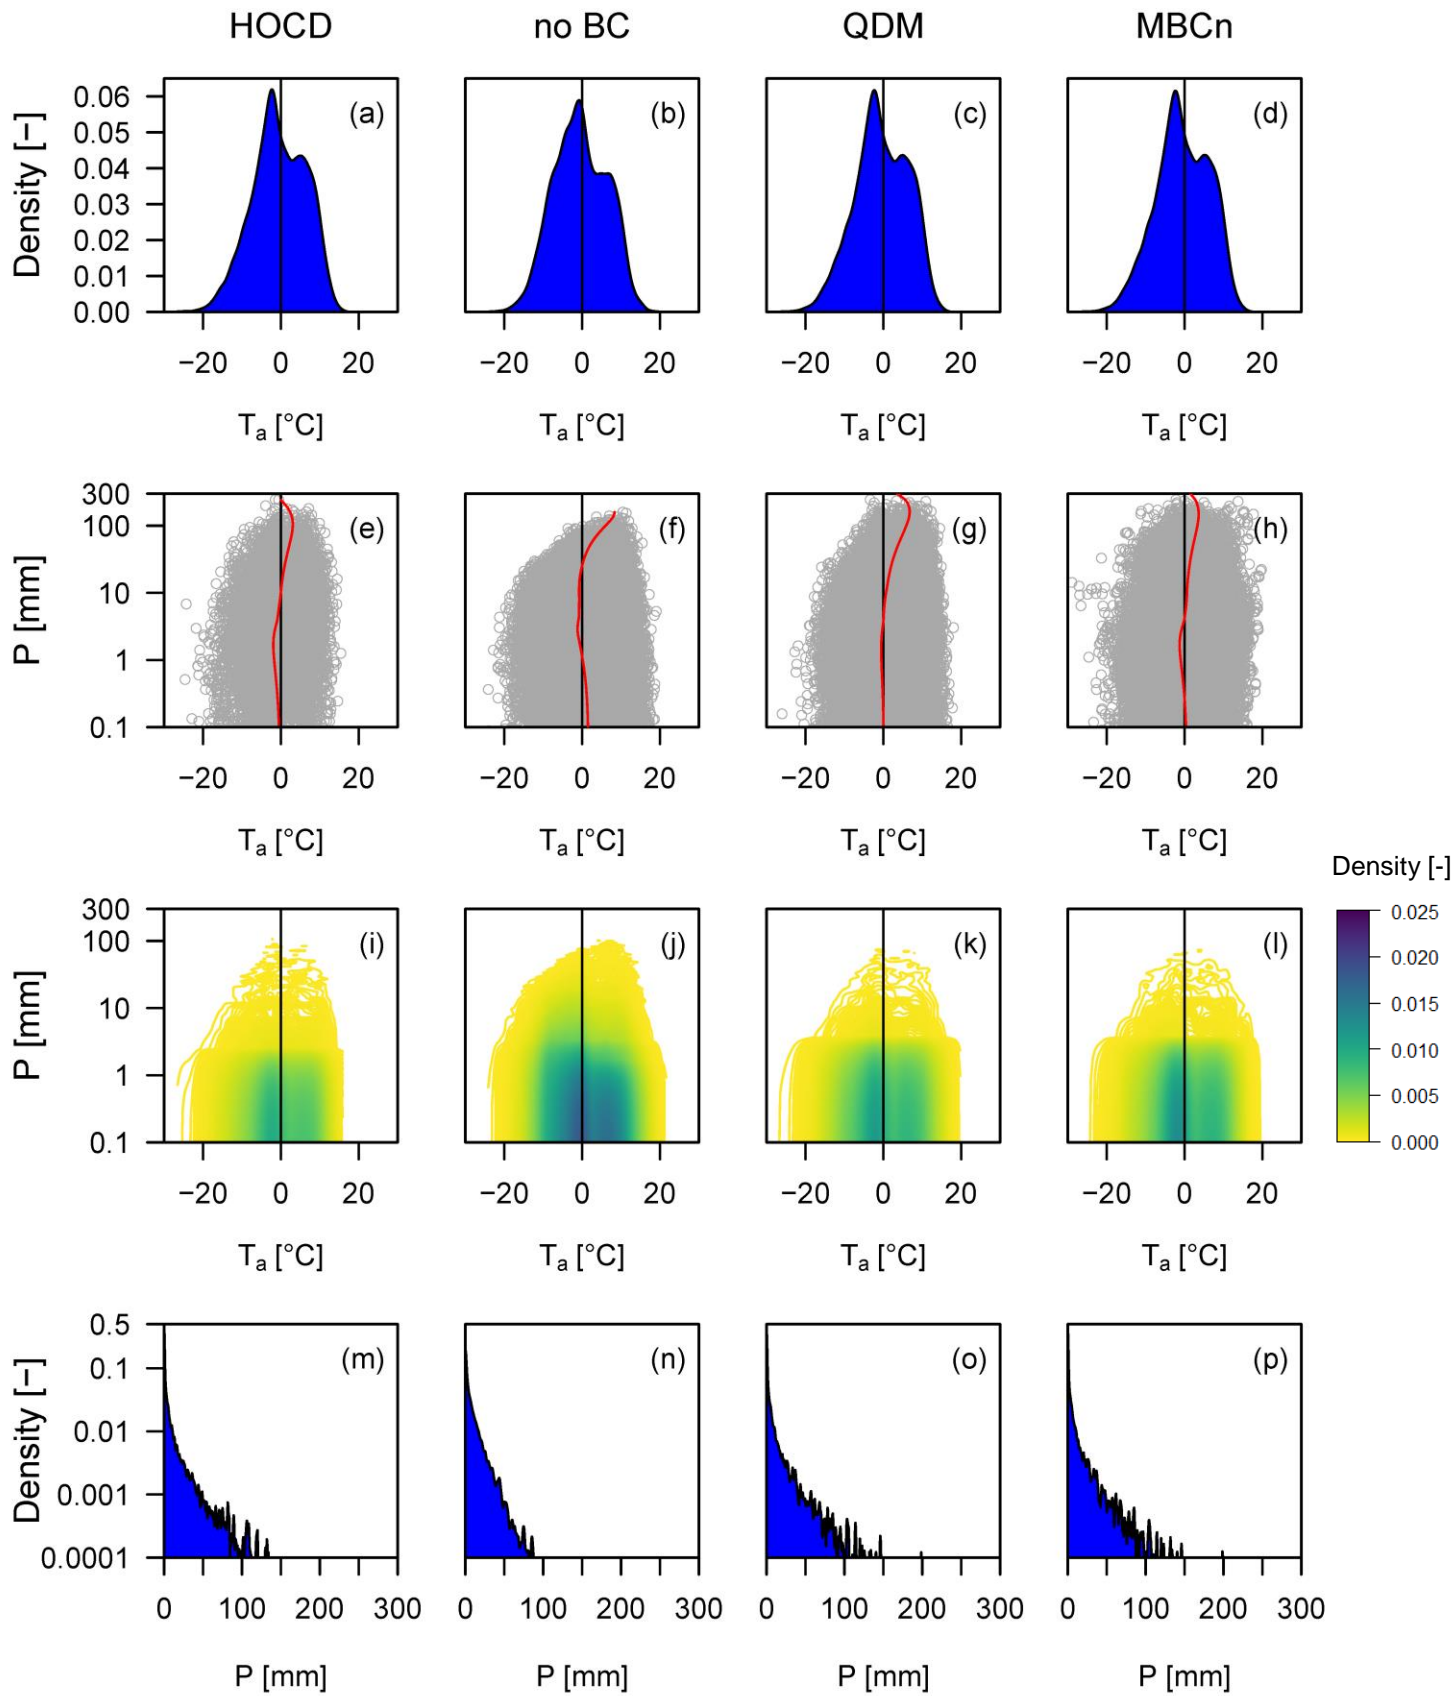 HOCD no BC QDM MBCn
Density [−]
0.06
0.05
0.04
0.03
0.02
0.01
0.00
(a) (b) (c) (d)
−20 0 20 −20 0 20 −20 0 20 −20 0 20
Ta [°C] Ta [°C] Ta [°C] Ta [°C]
P [mm]
300
100
10
1
0.1
(e) (f) (g) (h)
−20 0 20 −20 0 20 −20 0 20 −20 0 20
Ta [°C] Ta [°C] Ta [°C] Ta [°C]
P [mm]
300
100
10
1
0.1
(i) (j) (k) (l)
Density [-]
0.025
0.020
0.015
0.010
0.005
0.000
−20 0 20 −20 0 20 −20 0 20 −20 0 20
Ta [°C] Ta [°C] Ta [°C] Ta [°C]
Density [−]
0.5
0.1
0.01
0.001
0.0001
(m) (n) (o) (p)
0 100 200 300 0 100 200 300 0 100 200 300 0 100 200 300
P [mm] P [mm] P [mm] P [mm]